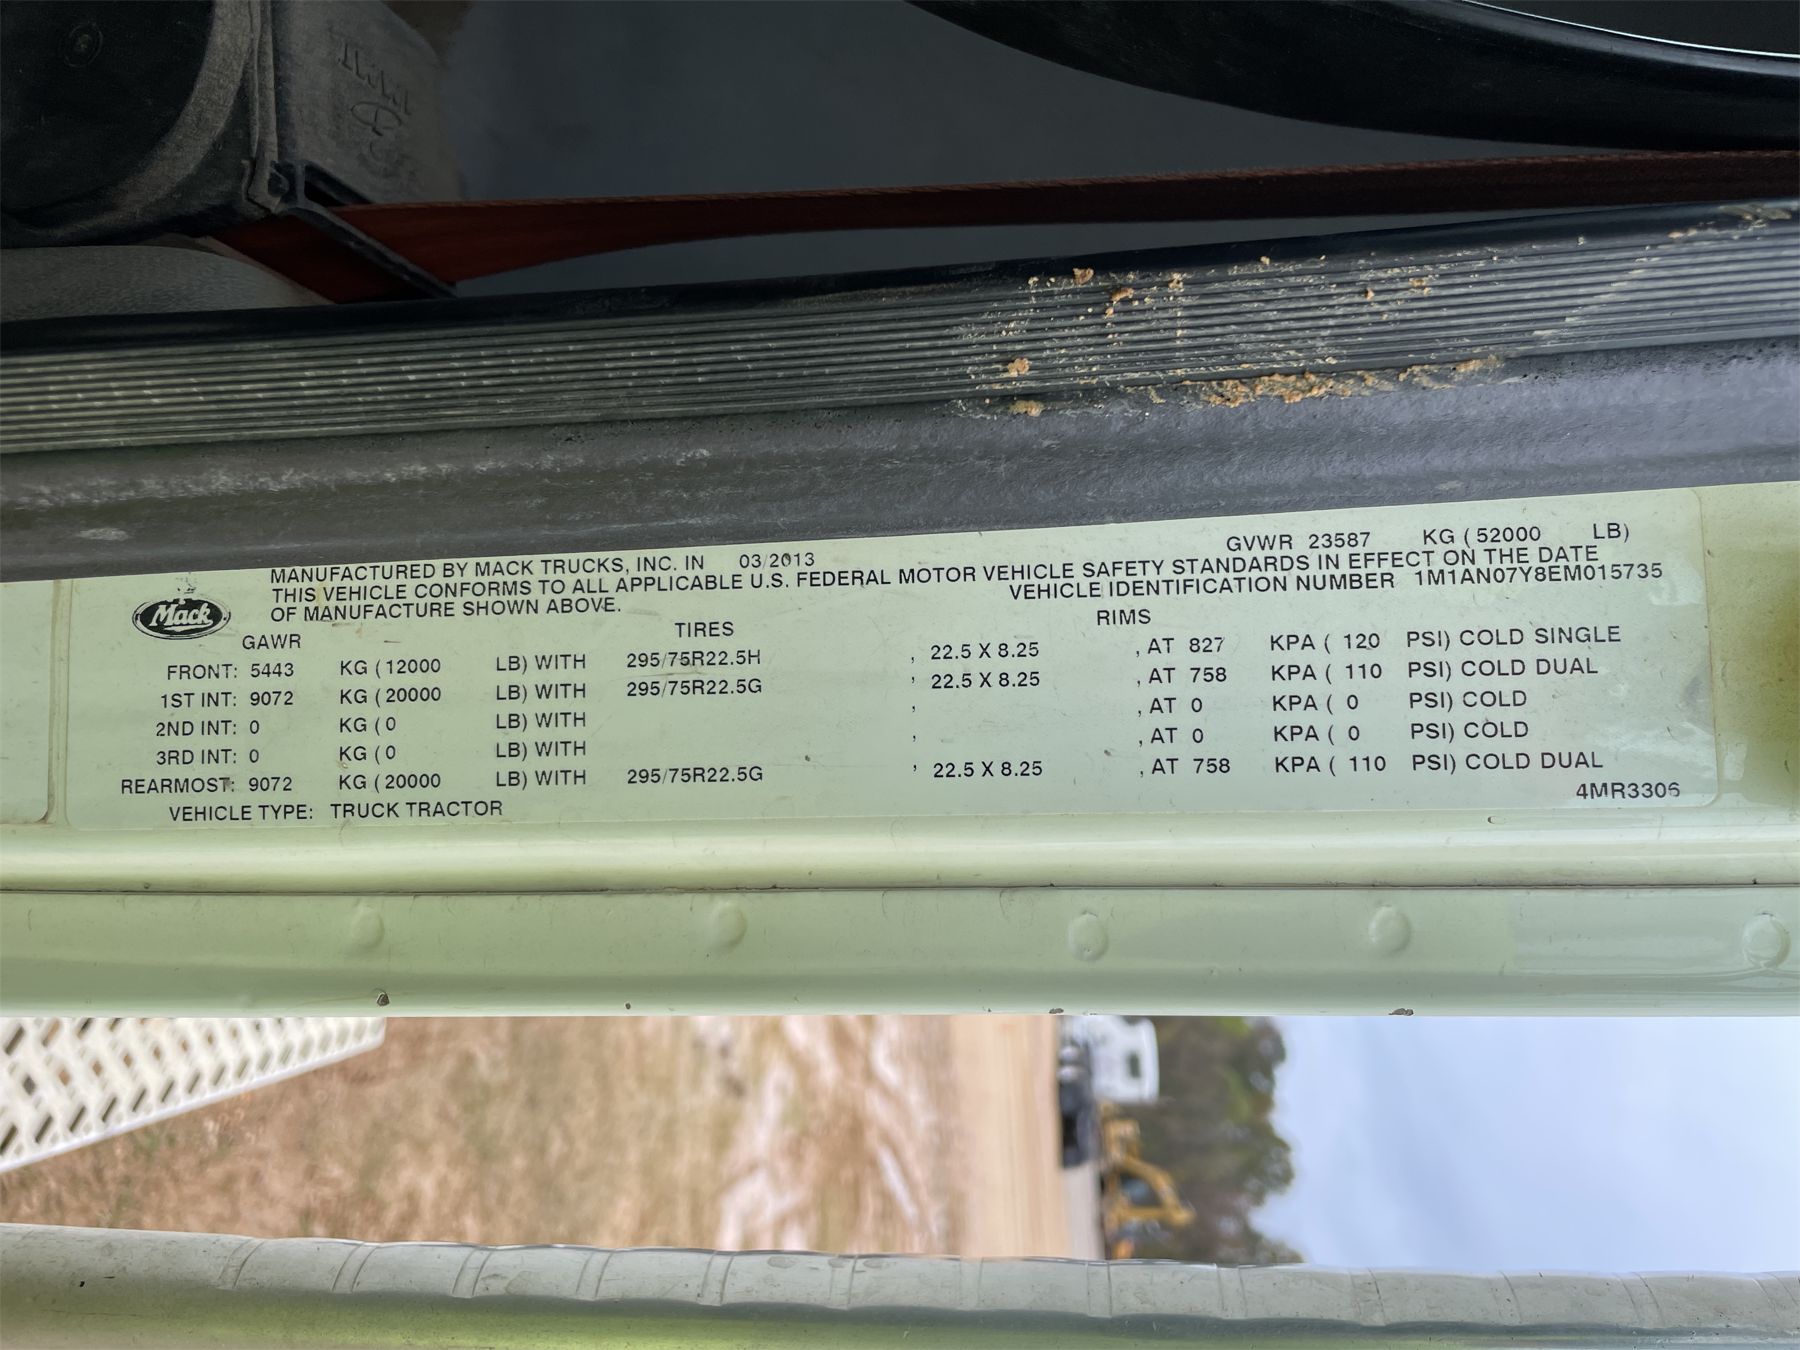 MANUFACTURED BY MACK TRUCKS, INC. IN 03/2013 GVWR 23587 KG ( 52000 LB)
THIS VEHICLE CONFORMS TO ALL APPLICABLE U.S. FEDERAL MOTOR VEHICLE SAFETY STANDARDS IN EFFECT ON THE DATE
OF MANUFACTURE SHOWN ABOVE. VEHICLE IDENTIFICATION NUMBER 1M1AN07Y8EM015735
Mack
GAWR TIRES RIMS
FRONT: 5443 KG ( 12000 LB) WITH 295/75R22.5H , 22.5 X 8.25 , AT 827 KPA ( 120 PSI) COLD SINGLE
1ST INT: 9072 KG ( 20000 LB) WITH 295/75R22.5G , 22.5 X 8.25 , AT 758 KPA ( 110 PSI) COLD DUAL
2ND INT: 0 KG ( 0 LB) WITH , , AT 0 KPA ( 0 PSI) COLD
3RD INT: 0 KG ( 0 LB) WITH , , AT 0 KPA ( 0 PSI) COLD
REARMOST: 9072 KG ( 20000 LB) WITH 295/75R22.5G , 22.5 X 8.25 , AT 758 KPA ( 110 PSI) COLD DUAL
VEHICLE TYPE: TRUCK TRACTOR 4MR3306